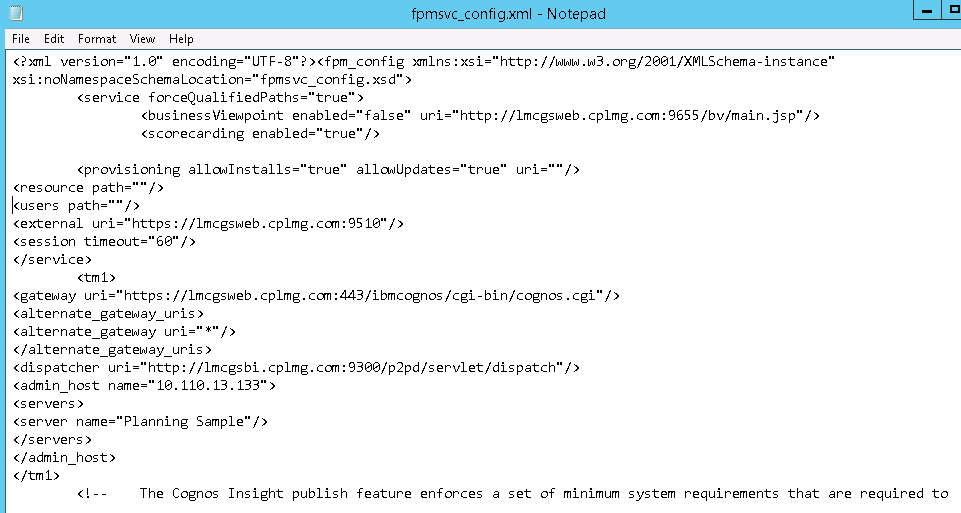 fpmsvc_config.xml - Notepad
File Edit Format View Help
<?xml version="1.0" encoding="UTF-8"?><fpm_config xmlns:xsi="http://www.w3.org/2001/XMLSchema-instance"
xsi:noNamespaceSchemaLocation="fpmsvc_config.xsd">
<service forceQualifiedPaths="true">
<businessViewpoint enabled="false" uri="http://lmcgsweb.cplmg.com:9655/bv/main.jsp"/>
<scorecarding enabled="true"/>
<provisioning allowInstalls="true" allowUpdates="true" uri=""/>
<resource path=""/>
<users path=""/>
<external uri="https://lmcgsweb.cplmg.com:9510"/>
<session timeout="60"/>
</service>
<tm1>
<gateway uri="https://lmcgsweb.cplmg.com:443/ibmcognos/cgi-bin/cognos.cgi"/>
<alternate_gateway_uris>
<alternate_gateway uri="*"/>
</alternate_gateway_uris>
<dispatcher uri="http://lmcgsbi.cplmg.com:9300/p2pd/servlet/dispatch"/>
<admin_host name="10.110.13.133">
<servers>
<server name="Planning Sample"/>
</servers>
</admin_host>
</tm1>
<!-- The Cognos Insight publish feature enforces a set of minimum system requirements that are required to